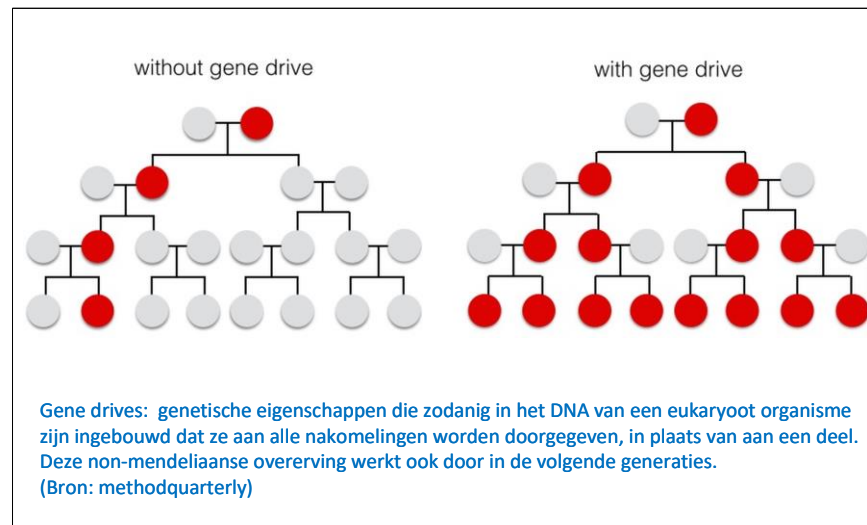 without gene drive
with gene drive
Gene drives:  genetische eigenschappen die zodanig in het DNA van een eukaryoot organisme
zijn ingebouwd dat ze aan alle nakomelingen worden doorgegeven, in plaats van aan een deel.
Deze non-mendeliaanse overerving werkt ook door in de volgende generaties.
(Bron: methodquarterly)